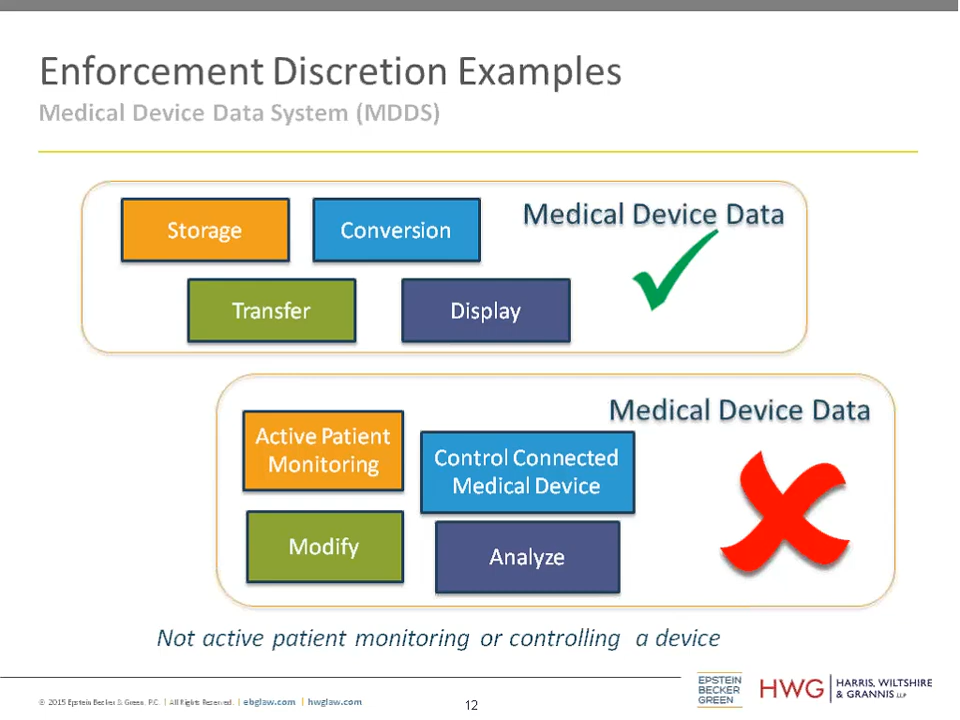 Enforcement Discretion Examples
Medical Device Data System (MDDS)
Medical Device Data
Storage
Conversion
Transfer
Display
Medical Device Data
Active Patient
Monitoring
Control Connected
Medical Device
Modify
Analyze
Not active patient monitoring or controlling a device
© 2015 Epstein Becker & Green, P.C. | All Rights Reserved. | ebglaw.com | hwglaw.com
12
EPSTEIN
BECKER
GREEN
HWG
HARRIS, WILTSHIRE
& GRANNIS LLP